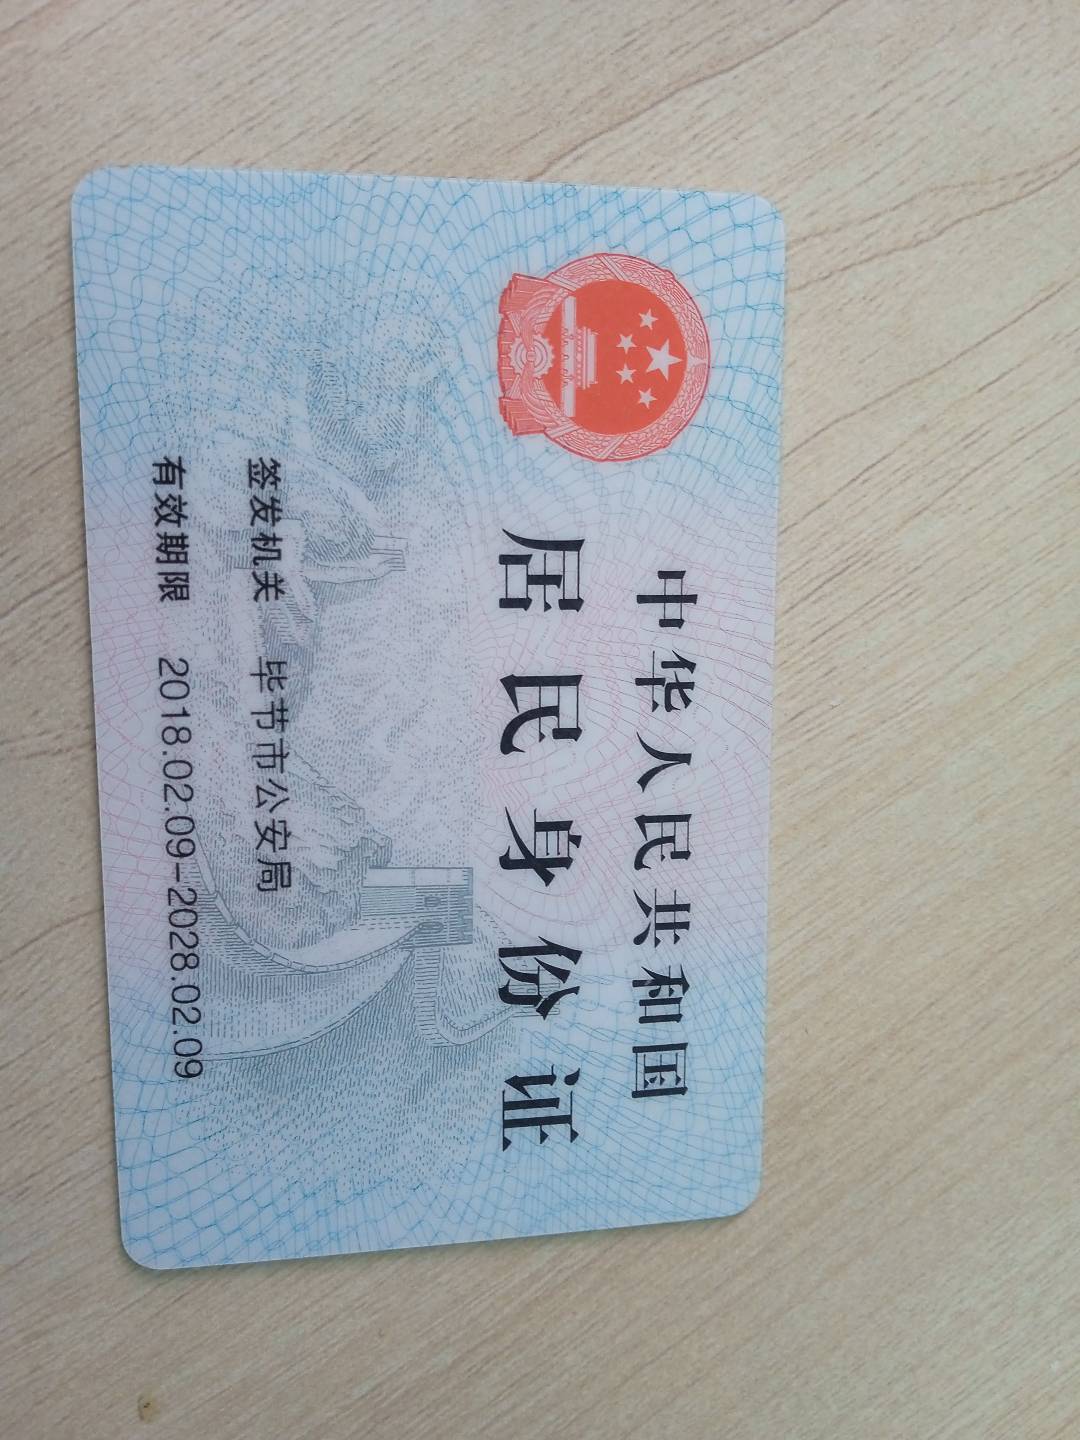 中华人民共和国
居民身份证
签发机关 毕节市公安局
有效期限 2018.02.09-2028.02.09